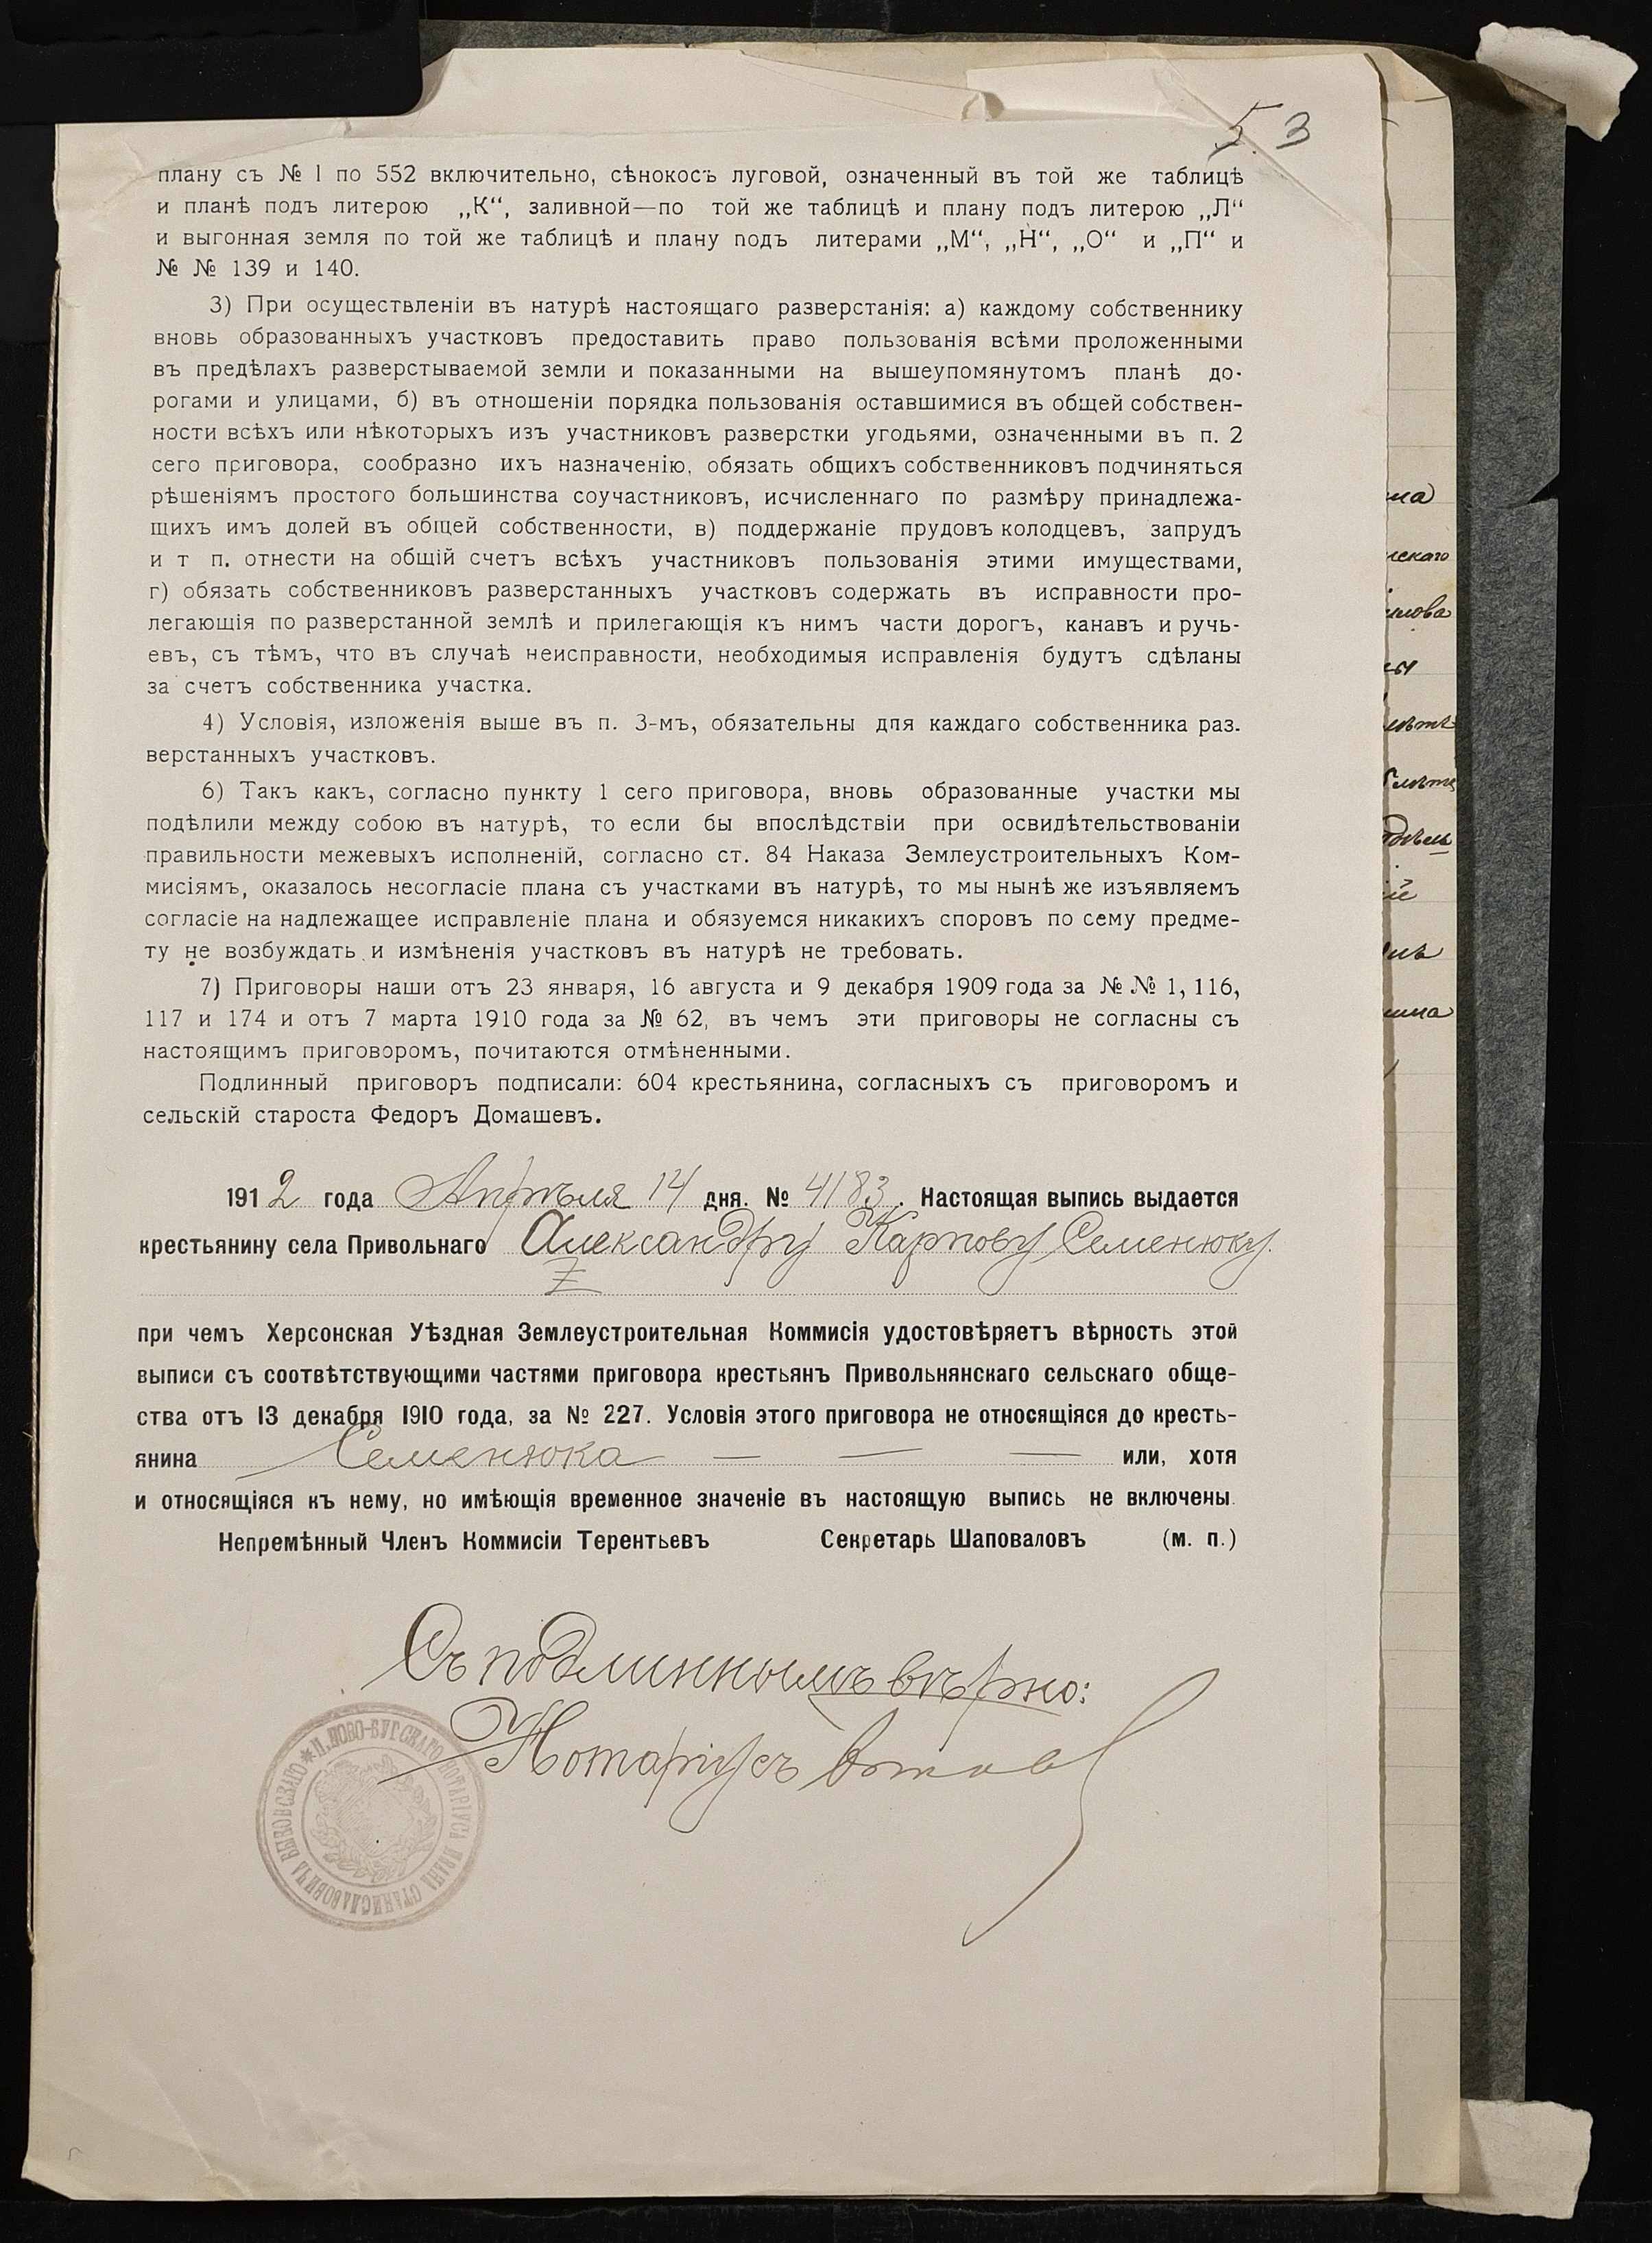 5. 3
плану съ № 1 по 552 включительно, сѣнокосъ луговой, означенный въ той же таблицѣ
и планѣ подъ литерою „К“, заливной—по той же таблицѣ и плану подъ литерою „Л“
и выгонная земля по той же таблицѣ и плану подъ литерами „М“, „Н“, „О“ и „П“ и
№ № 139 и 140.
3) При осуществленіи въ натурѣ настоящаго разверстанія: а) каждому собственнику
вновь образованныхъ участковъ предоставить право пользованія всѣми проложенными
въ предѣлахъ разверстываемой земли и показанными на вышеупомянутомъ планѣ до-
рогами и улицами, б) въ отношеніи порядка пользованія оставшимися въ общей собствен-
ности всѣхъ или нѣкоторыхъ изъ участниковъ разверстки угодьями, означенными въ п. 2
сего приговора, сообразно ихъ назначенію, обязать общихъ собственниковъ подчиняться
рѣшеніямъ простого большинства соучастниковъ, исчисленнаго по размѣру принадлежа-
щихъ имъ долей въ общей собственности, в) поддержаніе прудовъ колодцевъ, запрудъ
и т п. отнести на общій счетъ всѣхъ участниковъ пользованія этими имуществами,
г) обязать собственниковъ разверстанныхъ участковъ содержать въ исправности про-
легающія по разверстанной землѣ и прилегающія къ нимъ части дорогъ, канавъ и ручь-
евъ, съ тѣмъ, что въ случаѣ неисправности, необходимыя исправленія будутъ сдѣланы
за счетъ собственника участка.
4) Условія, изложенія выше въ п. 3-мъ, обязательны для каждаго собственника раз.
верстанныхъ участковъ.
6) Такъ какъ, согласно пункту 1 сего приговора, вновь образованные участки мы
подѣлили между собою въ натурѣ, то если бы впослѣдствіи при освидѣтельствованіи
правильности межевыхъ исполненій, согласно ст. 84 Наказа Землеустроительныхъ Ком-
мисіямъ, оказалось несогласіе плана съ участками въ натурѣ, то мы нынѣ же изъявляемъ
согласіе на надлежащее исправленіе плана и обязуемся никакихъ споровъ по сему предме-
ту не возбуждать и измѣненія участковъ въ натурѣ не требовать.
7) Приговоры наши отъ 23 января, 16 августа и 9 декабря 1909 года за № № 1, 116,
117 и 174 и отъ 7 марта 1910 года за № 62, въ чемъ эти приговоры не согласны съ
настоящимъ приговоромъ, почитаются отмѣненными.
Подлинный приговоръ подписали: 604 крестьянина, согласныхъ съ приговоромъ и
сельскій староста Федоръ Домашевъ.
1912 года Апрѣля 14 дня. № 4183. Настоящая выпись выдается
крестьянину села Привольнаго Александру Карпову Семенюку.
при чемъ Херсонская Уѣздная Землеустроительная Коммисія удостовѣряетъ вѣрность этой
выписи съ соотвѣтствующими частями приговора крестьянъ Привольнянскаго сельскаго обще-
ства отъ 13 декабря 1910 года, за № 227. Условія этого приговора не относящіяся до кресть-
янина Семенюка — — — или, хотя
и относящіяся къ нему, но имѣющія временное значеніе въ настоящую выпись не включены.
Непремѣнный Членъ Коммисіи Терентьевъ Секретарь Шаповаловъ (м. п.)
Съ подлиннымъ вѣрно:
Нотаріусъ
* П. НОВО-БУГСКАГО НОТАРІУСА ИВАНА СТАНИСЛАВОВИЧА